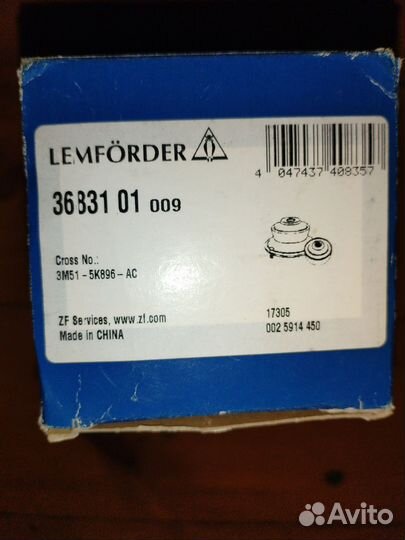 LEMFÖRDER
4 047437 408357
36831 01 009
Cross No.:
3M51-5K896-AC
ZF Services, www.zf.com
Made in CHINA
17305
002 5914 450
Avito